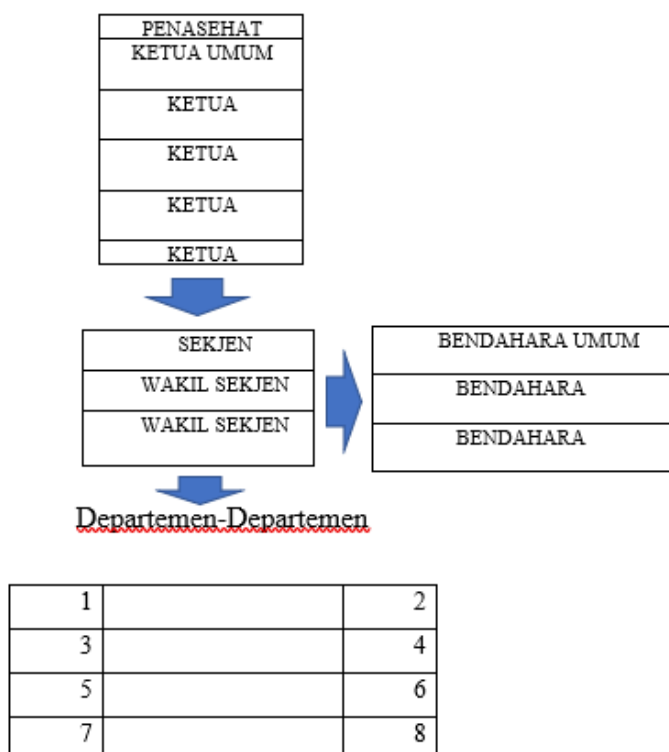 PENASEHAT
KETUA UMUM
KETUA
KETUA
KETUA
KETUA
SEKJEN
WAKIL SEKJEN
WAKIL SEKJEN
BENDAHARA UMUM
BENDAHARA
BENDAHARA
Departemen-Departemen
1 2
3 4
5 6
7 8